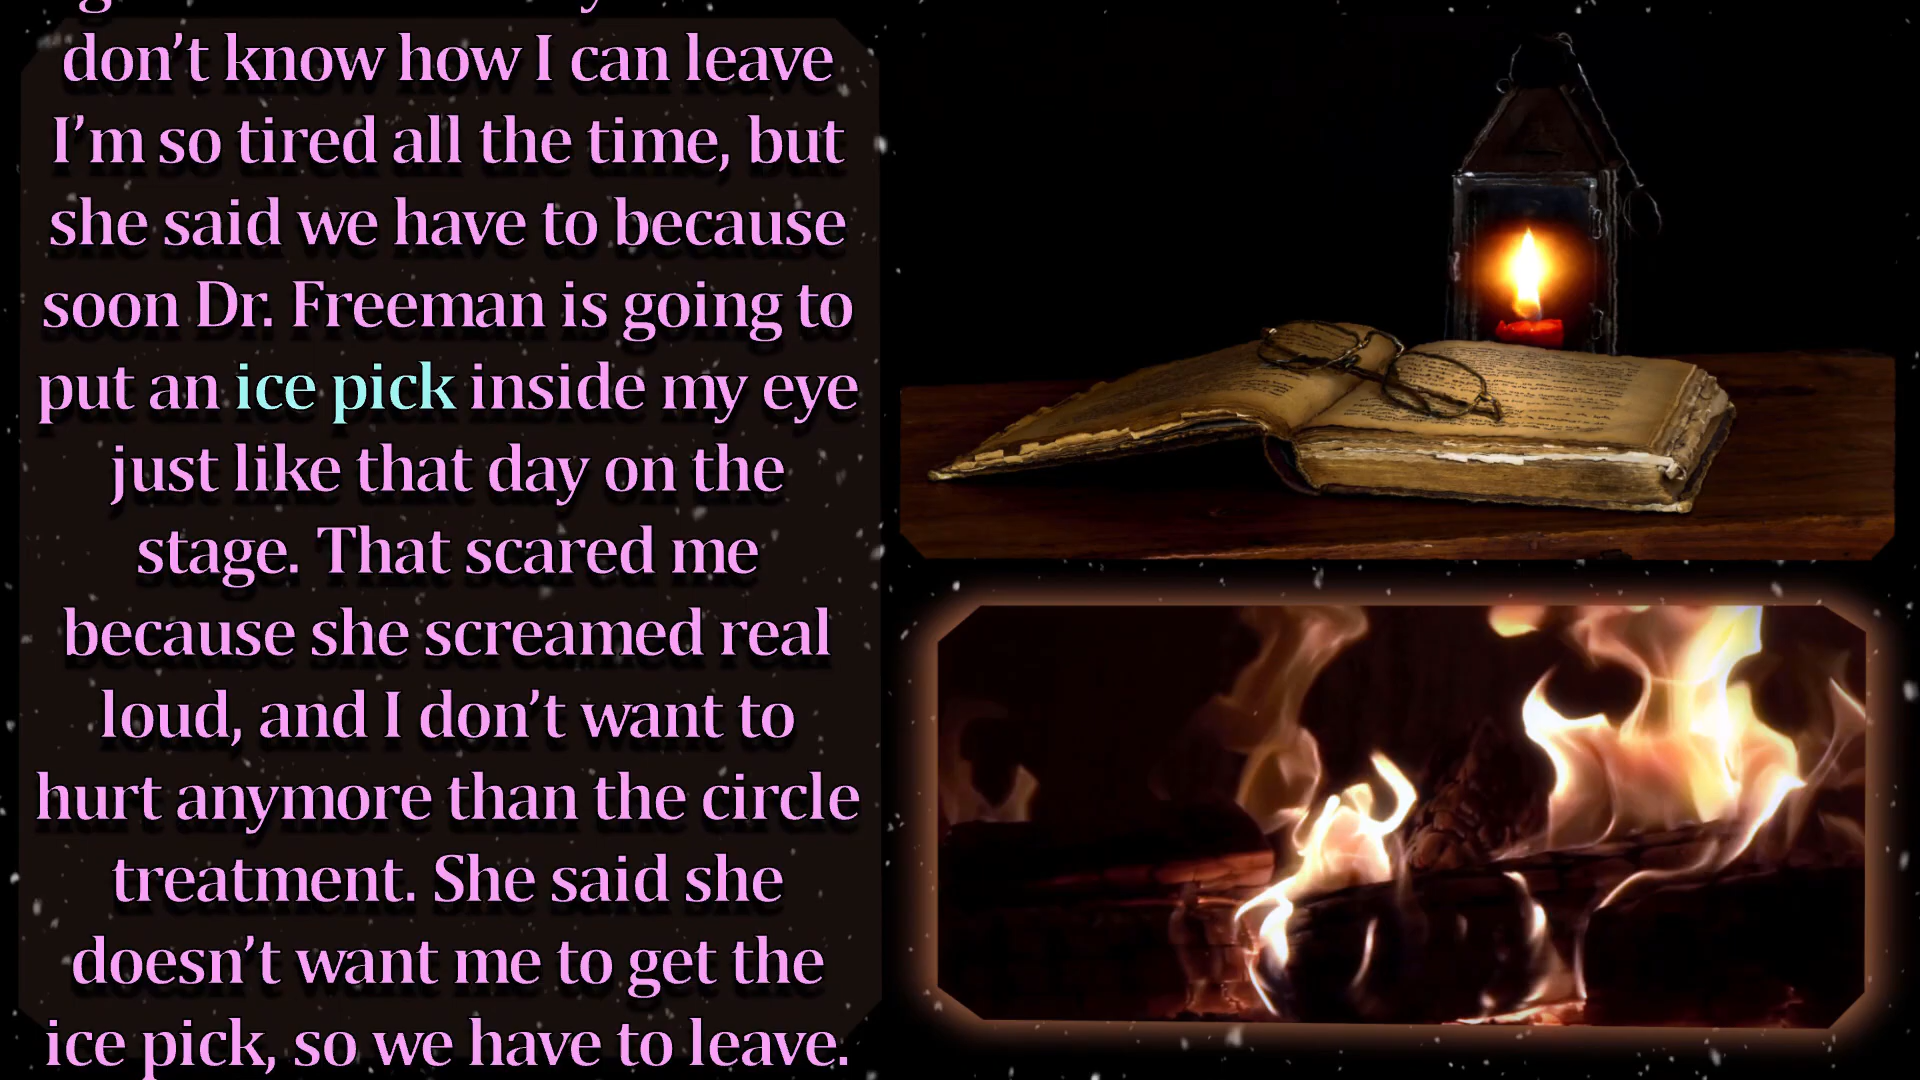 don’t know how I can leave
I’m so tired all the time, but
she said we have to because
soon Dr. Freeman is going to
put an ice pick inside my eye
just like that day on the
stage. That scared me
because she screamed real
loud, and I don’t want to
hurt anymore than the circle
treatment. She said she
doesn’t want me to get the
ice pick, so we have to leave.